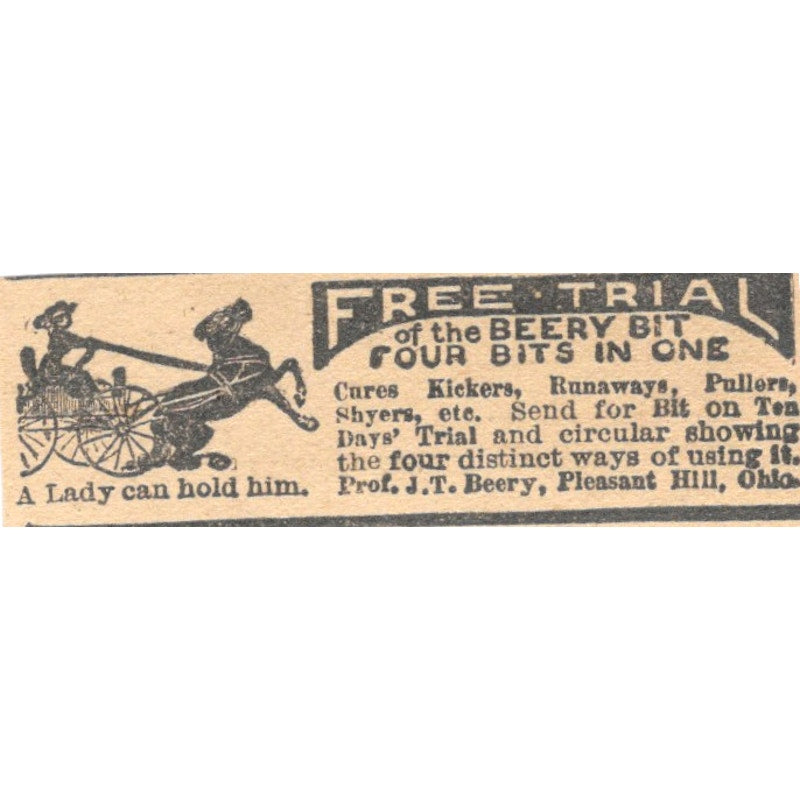 FREE · TRIAL
of the BEERY BIT
FOUR BITS IN ONE
Cures Kickers, Runaways, Pullers,
Shyers, etc. Send for Bit on Ten
Days' Trial and circular showing
the four distinct ways of using it.
Prof. J.T. Beery, Pleasant Hill, Ohio.
A Lady can hold him.